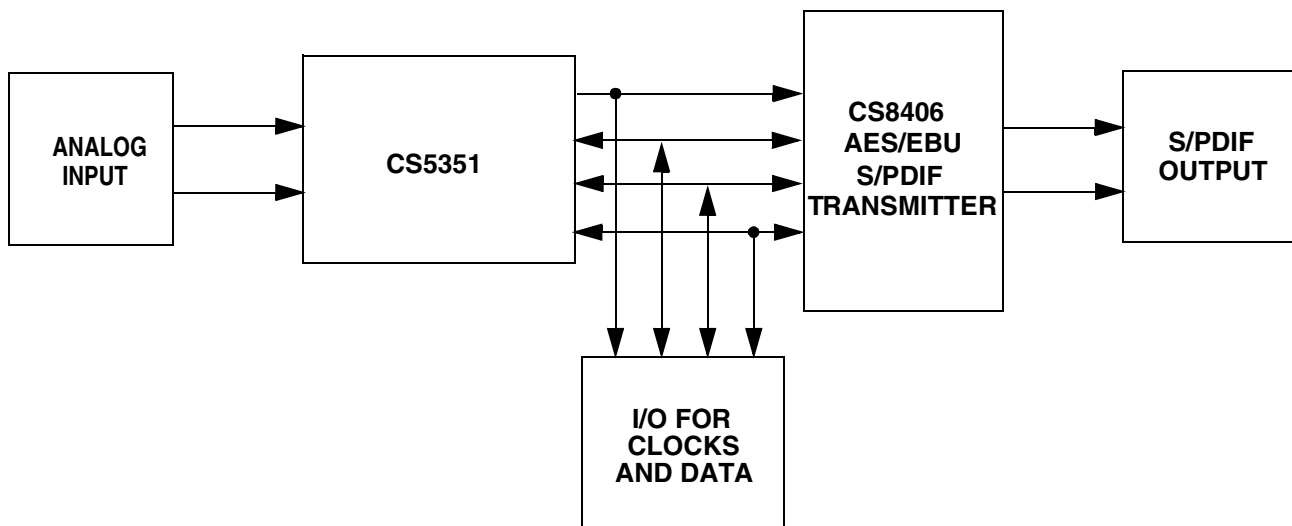 ANALOG
INPUT
CS5351
CS8406
AES/EBU
S/PDIF
TRANSMITTER
S/PDIF
OUTPUT
I/O FOR
CLOCKS
AND DATA